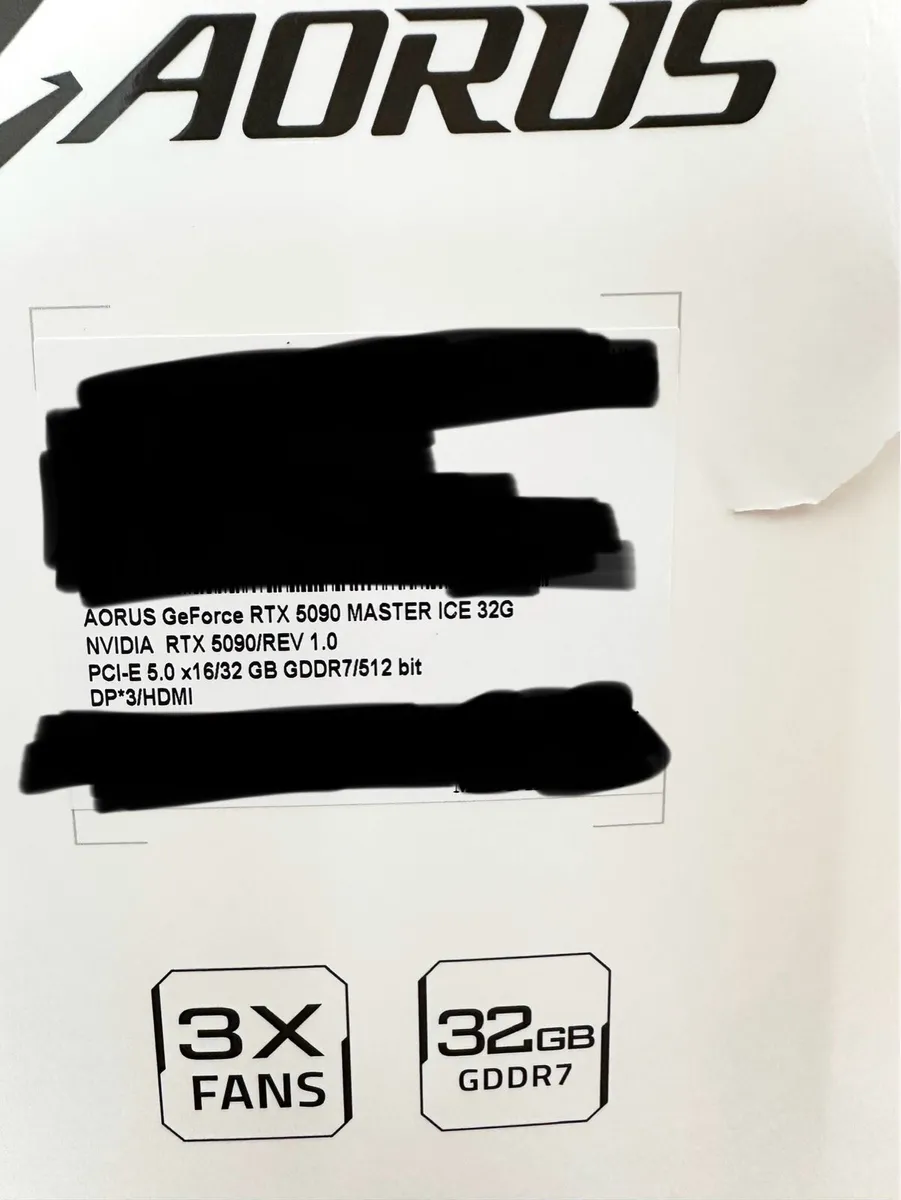 AORUS
AORUS GeForce RTX 5090 MASTER ICE 32G
NVIDIA  RTX 5090/REV 1.0
PCI-E 5.0 x16/32 GB GDDR7/512 bit
DP*3/HDMI
3X
FANS
32GB
GDDR7